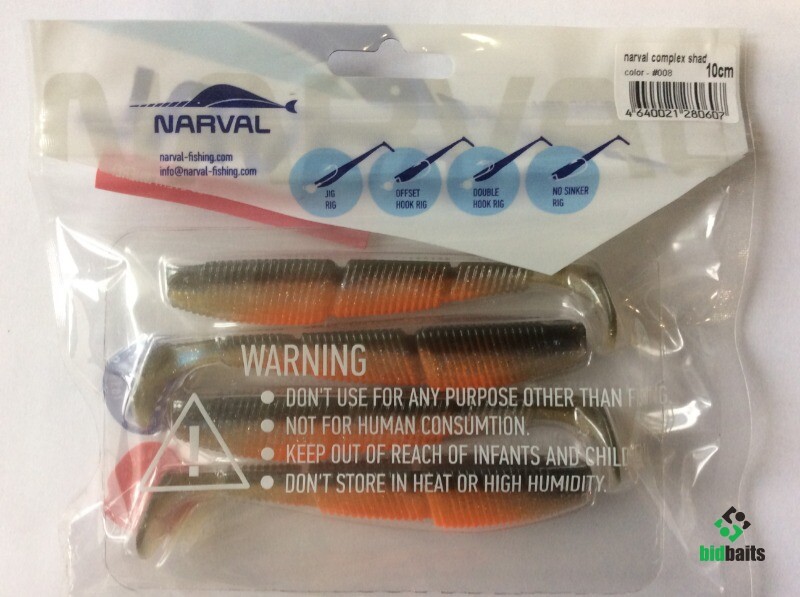 narval complex shad
color - #008 10cm
4 640021 280607
NARVAL
narval-fishing.com
info@narval-fishing.com
JIG
RIG
OFFSET
HOOK RIG
DOUBLE
HOOK RIG
NO SINKER
RIG
WARNING
DON'T USE FOR ANY PURPOSE OTHER THAN
NOT FOR HUMAN CONSUMTION.
KEEP OUT OF REACH OF INFANTS AND
DON'T STORE IN HEAT OR HIGH HUMIDITY.
bidbaits